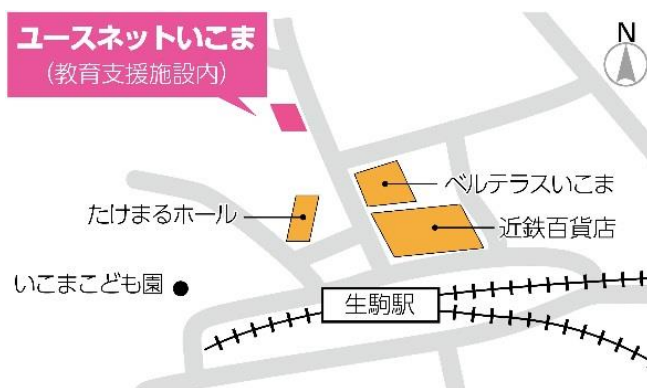 ユースネットいこま
(教育支援施設内)
N
ベルテラスいこま
たけまるホール
近鉄百貨店
いこまこども園
生駒駅